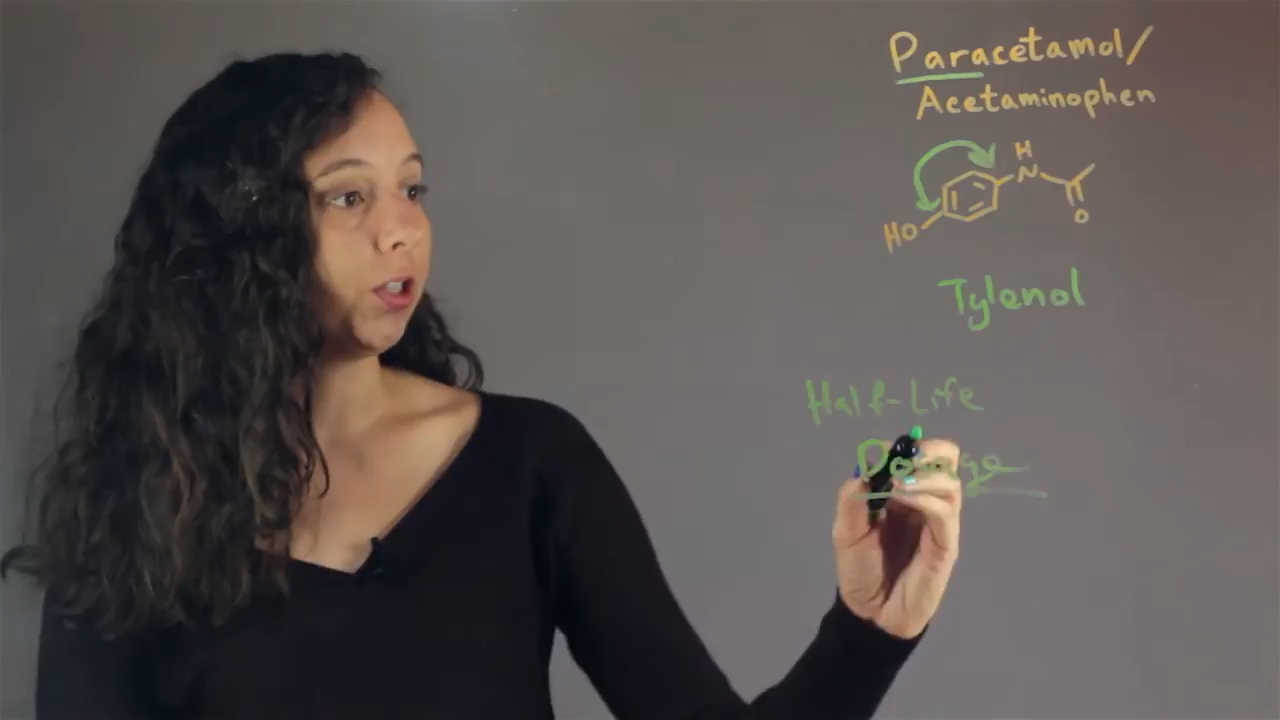 Paracetamol/
Acetaminophen
H
N
HO
O
Tylenol
Half-Life
Dosage